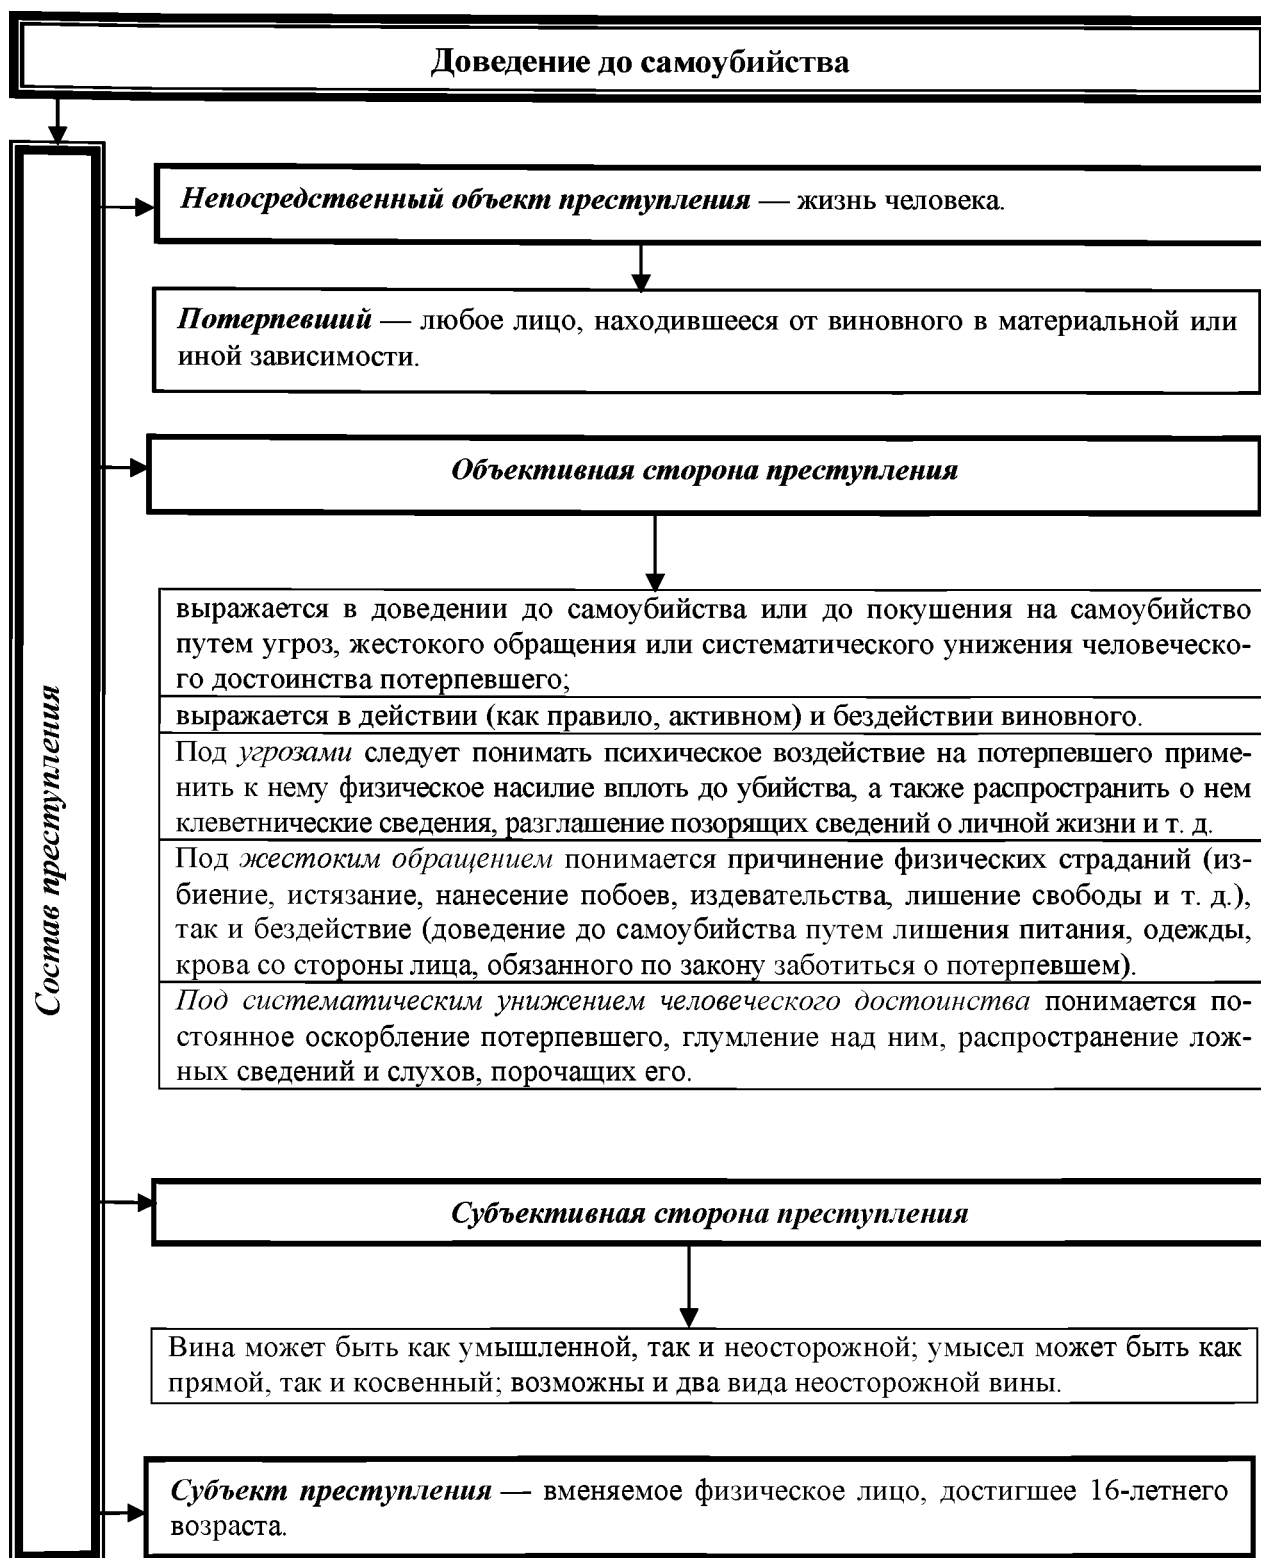 Доведение до самоубийства
Состав преступления
Непосредственный объект преступления — жизнь человека.
Потерпевший — любое лицо, находившееся от виновного в материальной или
иной зависимости.
Объективная сторона преступления
выражается в доведении до самоубийства или до покушения на самоубийство
путем угроз, жестокого обращения или систематического унижения человеческо-
го достоинства потерпевшего;
выражается в действии (как правило, активном) и бездействии виновного.
Под угрозами следует понимать психическое воздействие на потерпевшего приме-
нить к нему физическое насилие вплоть до убийства, а также распространить о нем
клеветнические сведения, разглашение позорящих сведений о личной жизни и т. д.
Под жестоким обращением понимается причинение физических страданий (из-
биение, истязание, нанесение побоев, издевательства, лишение свободы и т. д.),
так и бездействие (доведение до самоубийства путем лишения питания, одежды,
крова со стороны лица, обязанного по закону заботиться о потерпевшем).
Под систематическим унижением человеческого достоинства понимается по-
стоянное оскорбление потерпевшего, глумление над ним, распространение лож-
ных сведений и слухов, порочащих его.
Субъективная сторона преступления
Вина может быть как умышленной, так и неосторожной; умысел может быть как
прямой, так и косвенный; возможны и два вида неосторожной вины.
Субъект преступления — вменяемое физическое лицо, достигшее 16-летнего
возраста.